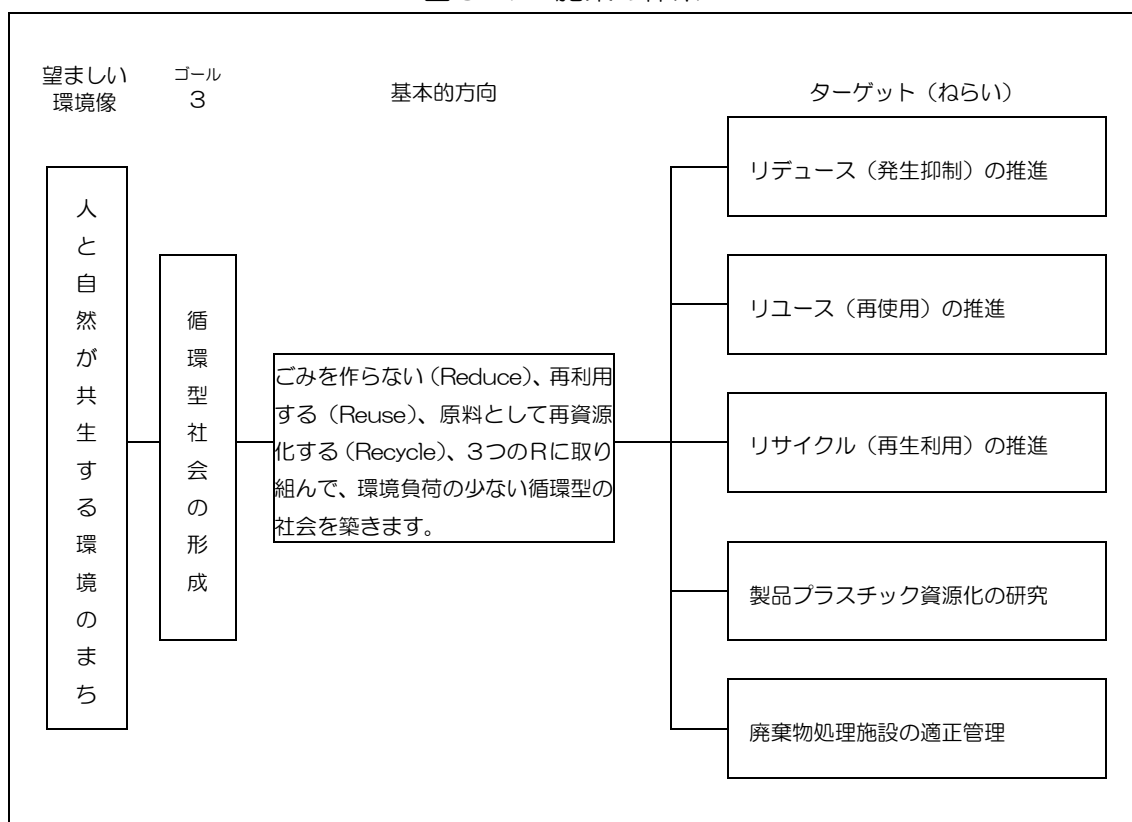 望ましい
環境像
ゴール
3
基本的方向
ターゲット（ねらい）
人と自然が共生する環境のまち
循環型社会の形成
ごみを作らない（Reduce）、再利用
する（Reuse）、原料として再資源
化する（Recycle）、3つのRに取り
組んで、環境負荷の少ない循環型の
社会を築きます。
リデュース（発生抑制）の推進
リユース（再使用）の推進
リサイクル（再生利用）の推進
製品プラスチック資源化の研究
廃棄物処理施設の適正管理